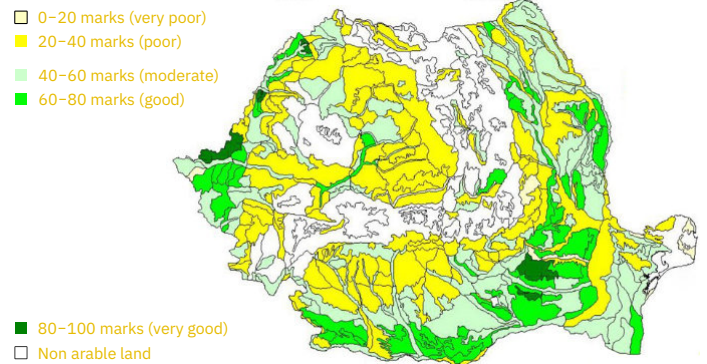 0–20 marks (very poor)
20–40 marks (poor)
40–60 marks (moderate)
60–80 marks (good)
80–100 marks (very good)
Non arable land